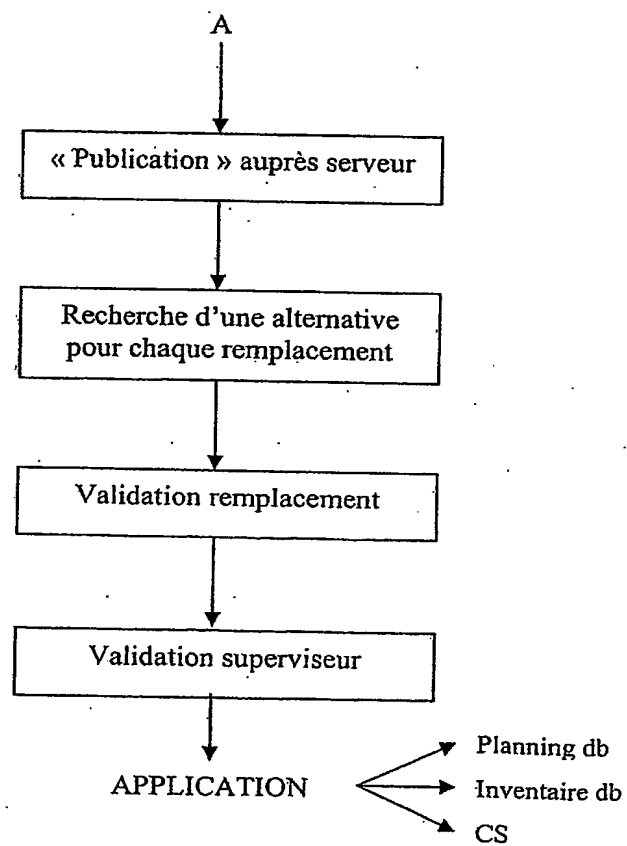 A
« Publication » auprès serveur
Recherche d'une alternative
pour chaque remplacement
Validation remplacement
Validation superviseur
APPLICATION
Planning db
Inventaire db
CS